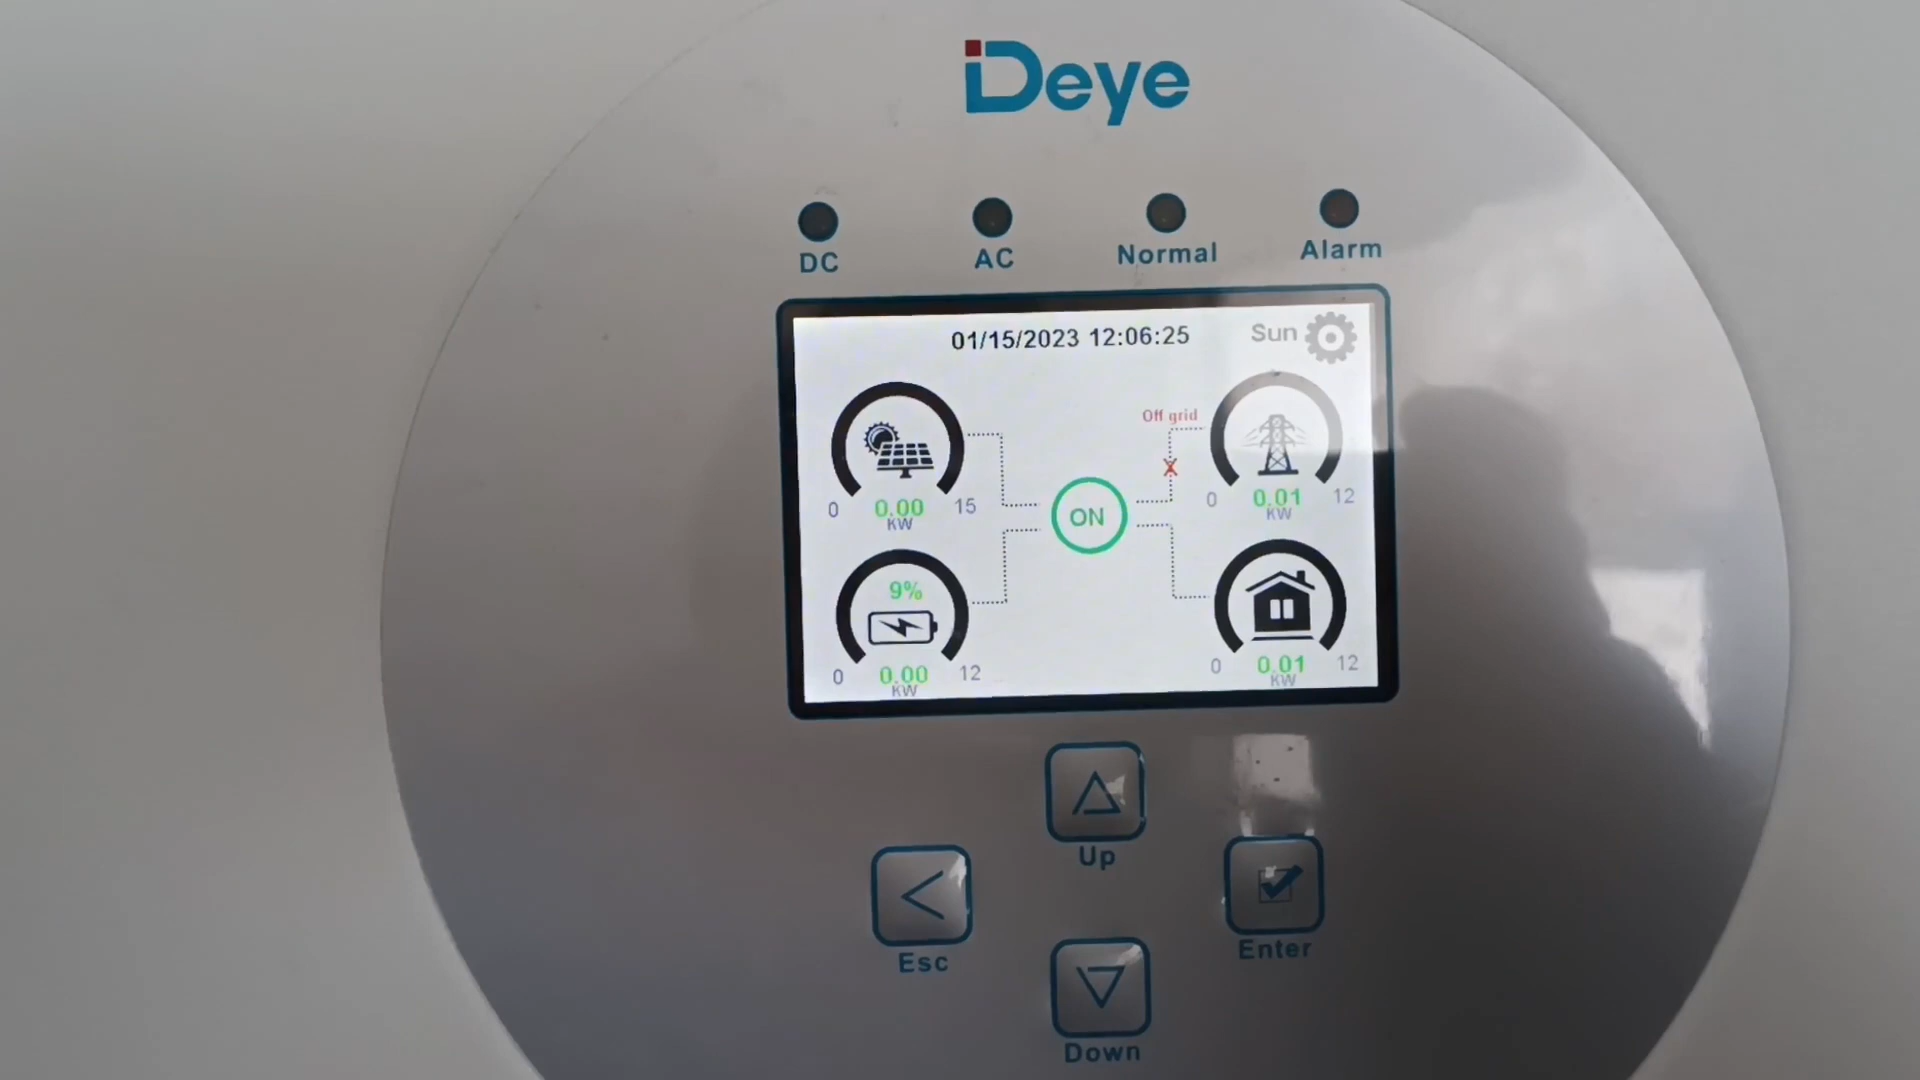 Deye
DC AC Normal Alarm
01/15/2023 12:06:25 Sun
Off grid
0 0.00 15
KW
0 0.01 12
KW
ON
9%
0 0.00 12
KW
0 0.01 12
KW
Up
Esc
Enter
Down